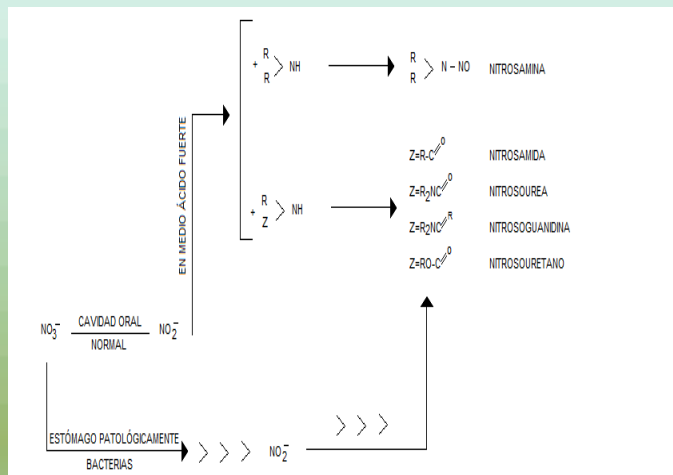 R
+ > NH
R
R
> N – NO NITROSAMINA
R
EN MEDIO ÁCIDO FUERTE
R
+ > NH
Z
Z=R-C=O NITROSAMIDA
Z=R₂NC=O NITROSOUREA
Z=R₂NC=R NITROSOGUANIDINA
Z=RO-C=O NITROSOURETANO
NO₃⁻ CAVIDAD ORAL NO₂⁻
NORMAL
ESTÓMAGO PATOLÓGICAMENTE > > > NO₂⁻ > > >
BACTERIAS